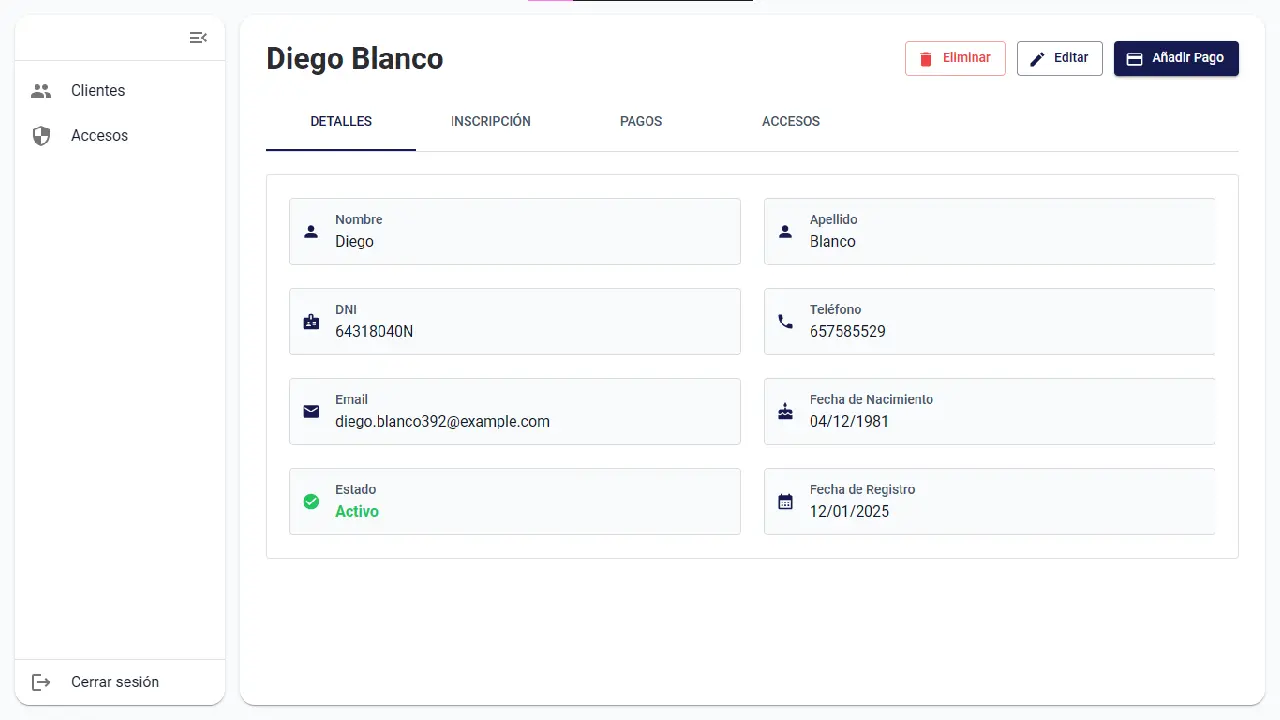 Clientes
Accesos
Cerrar sesión
Diego Blanco
Eliminar
Editar
Añadir Pago
DETALLES
INSCRIPCIÓN
PAGOS
ACCESOS
Nombre
Diego
Apellido
Blanco
DNI
64318040N
Teléfono
657585529
Email
diego.blanco392@example.com
Fecha de Nacimiento
04/12/1981
Estado
Activo
Fecha de Registro
12/01/2025